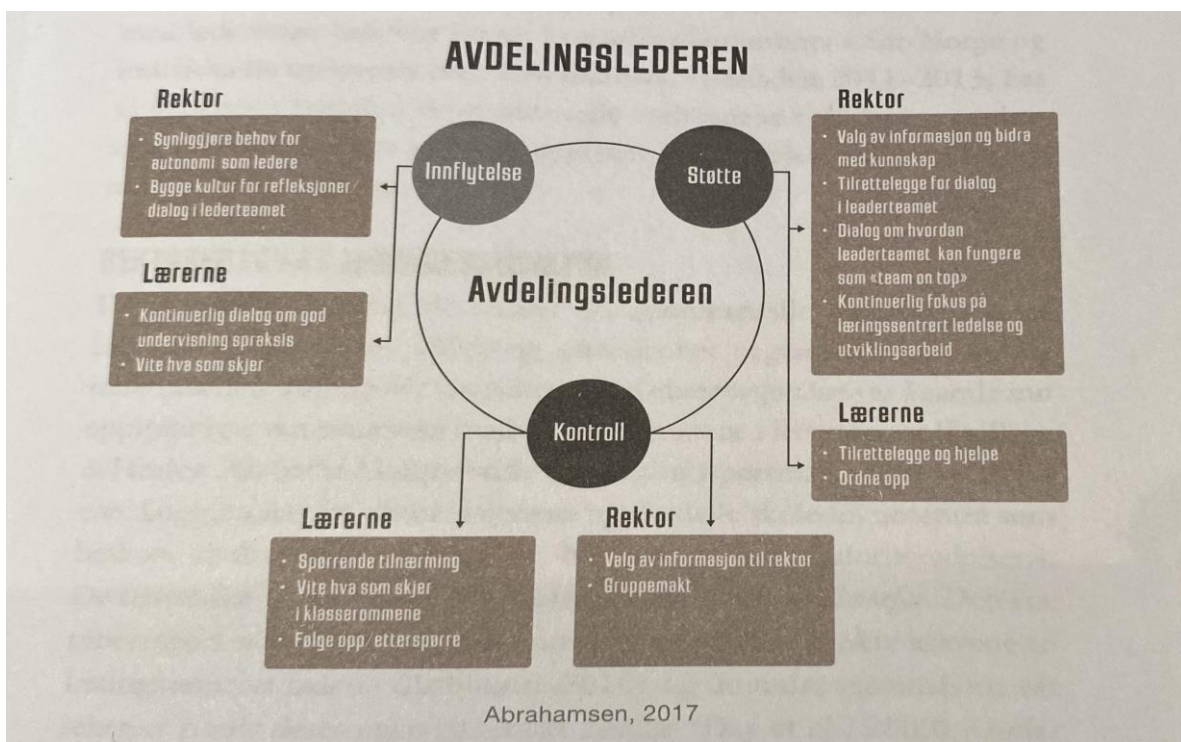 AVDELINGSLEDEREN
Rektor
• Synliggjøre behov for
autonomi som ledere
• Bygge kultur for refleksjoner/
dialog i lederteamet
Lærerne
• Kontinuerlig dialog om god
undervisning spraksis
• Vite hva som skjer
Innflytelse
Støtte
Avdelingslederen
Kontroll
Rektor
• Valg av informasjon og bidra
med kunnskap
• Tilrettelegge for dialog
i leaderteamet
• Dialog om hvordan
leaderteamet kan fungere
som «team on top»
• Kontinuerlig fokus på
læringssentrert ledelse og
utviklingsarbeid
Lærerne
• Tilrettelegge og hjelpe
• Ordne opp
Lærerne
• Spørrende tilnærming
• Vite hva som skjer
i klasserommene
• Følge opp/ etterspørre
Rektor
• Valg av informasjon til rektor
• Gruppemakt
Abrahamsen, 2017